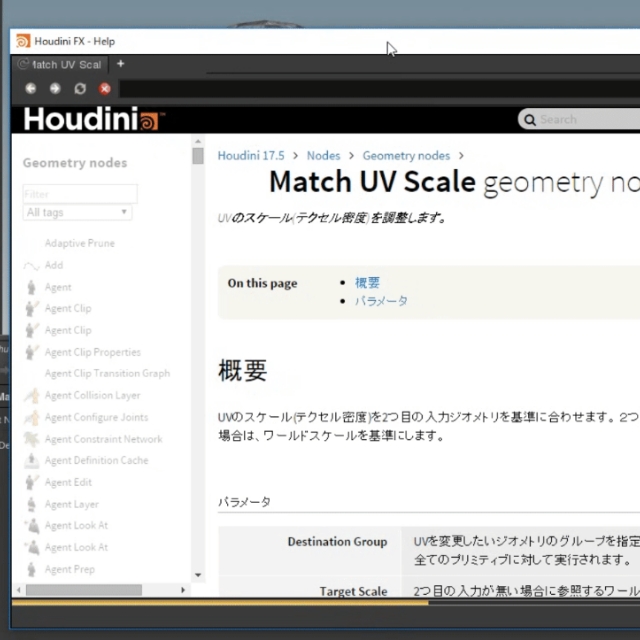 Houdini FX - Help
Match UV Scal +
Houdini
Search
Geometry nodes
Filter
All tags
Adaptive Prune
Add
Agent
Agent Clip
Agent Clip
Agent Clip Properties
Agent Clip Transition Graph
Agent Collision Layer
Agent Configure Joints
Agent Constraint Network
Agent Definition Cache
Agent Edit
Agent Layer
Agent Look At
Agent Look At
Agent Prep
Houdini 17.5 > Nodes > Geometry nodes >
Match UV Scale geometry no
UVのスケール(テクセル密度)を調整します。
On this page
• 概要
• パラメータ
概要
UVのスケール(テクセル密度)を2つ目の入力ジオメトリを基準に合わせます。2つ
場合は、ワールドスケールを基準にします。
パラメータ
Destination Group
UVを変更したいジオメトリのグループを指定
全てのプリミティブに対して実行されます。
Target Scale
2つ目の入力が無い場合に参照するワール